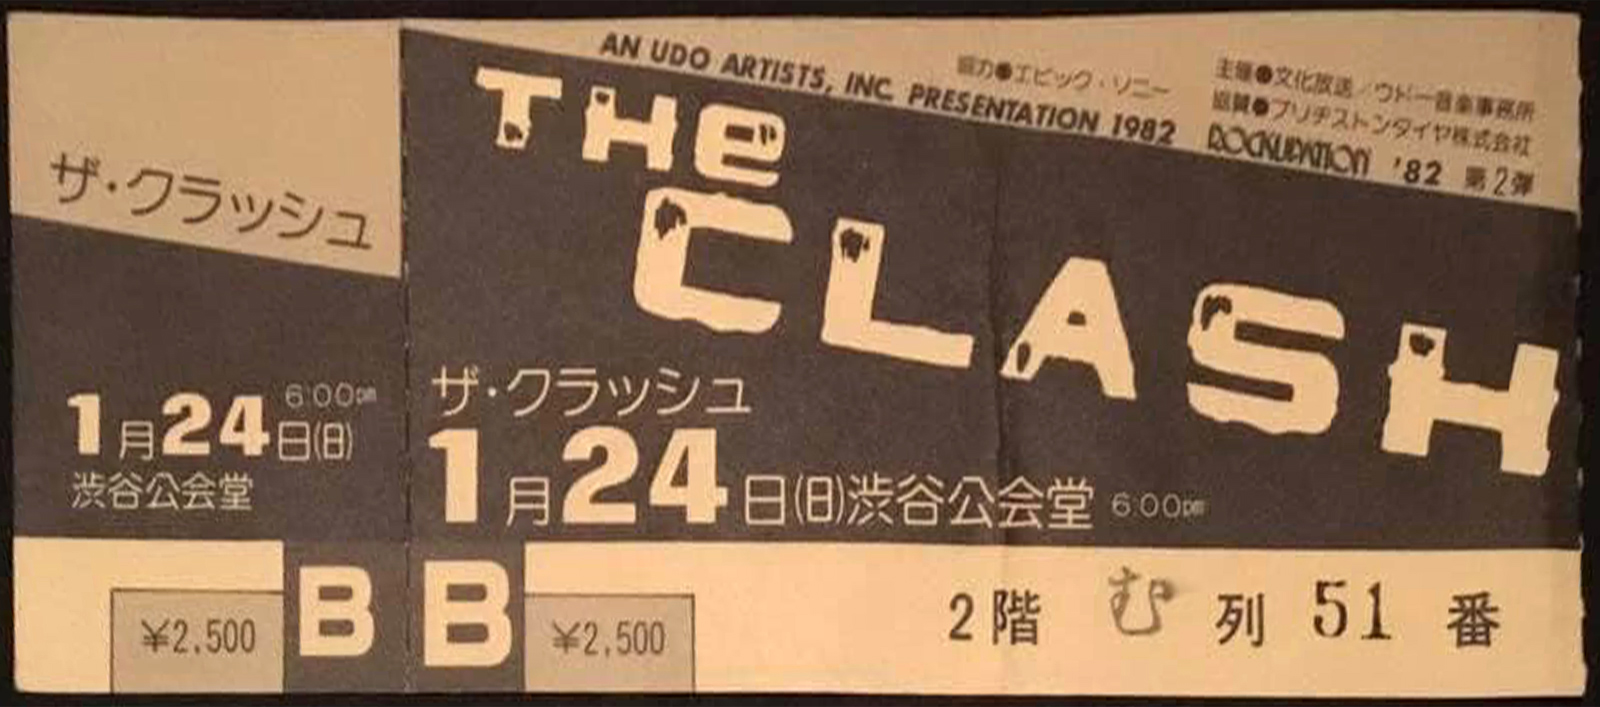 ザ・クラッシュ
1月24日(日) 6:00pm
渋谷公会堂
¥2,500
B
AN UDO ARTISTS, INC. PRESENTATION 1982
協力●エピック・ソニー
主催●文化放送/ウドー音楽事務所
協賛●ブリヂストンタイヤ株式会社
ROCKUPATION '82 第2弾
THE
CLASH
ザ・クラッシュ
1月24日(日)渋谷公会堂 6:00pm
B
¥2,500
2階 む 列 51 番